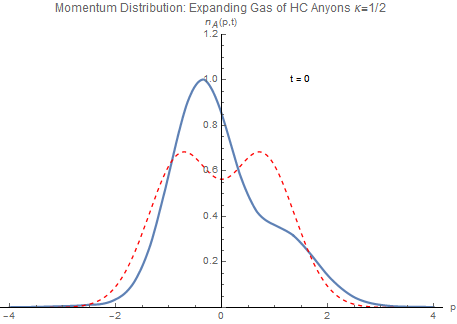 Momentum Distribution: Expanding Gas of HC Anyons κ=1/2
n_A(p,t)
1.2
1.0
t = 0
0.8
0.6
0.4
0.2
-4 -2 0 2 4 p